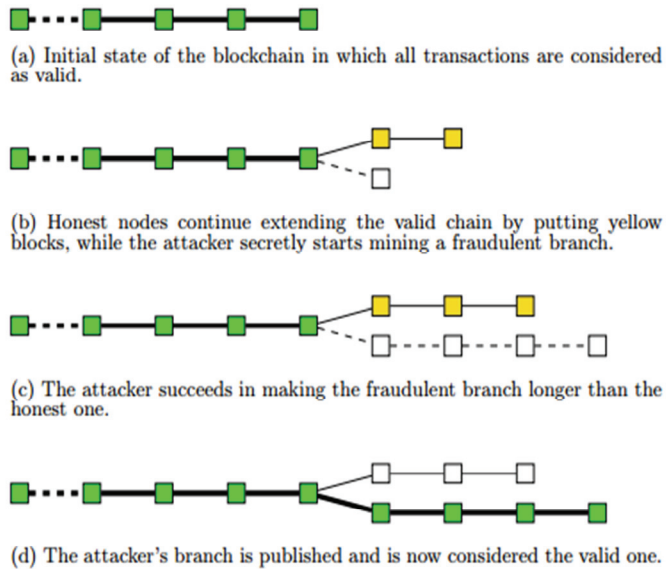 (a) Initial state of the blockchain in which all transactions are considered
as valid.
(b) Honest nodes continue extending the valid chain by putting yellow
blocks, while the attacker secretly starts mining a fraudulent branch.
(c) The attacker succeeds in making the fraudulent branch longer than the
honest one.
(d) The attacker's branch is published and is now considered the valid one.